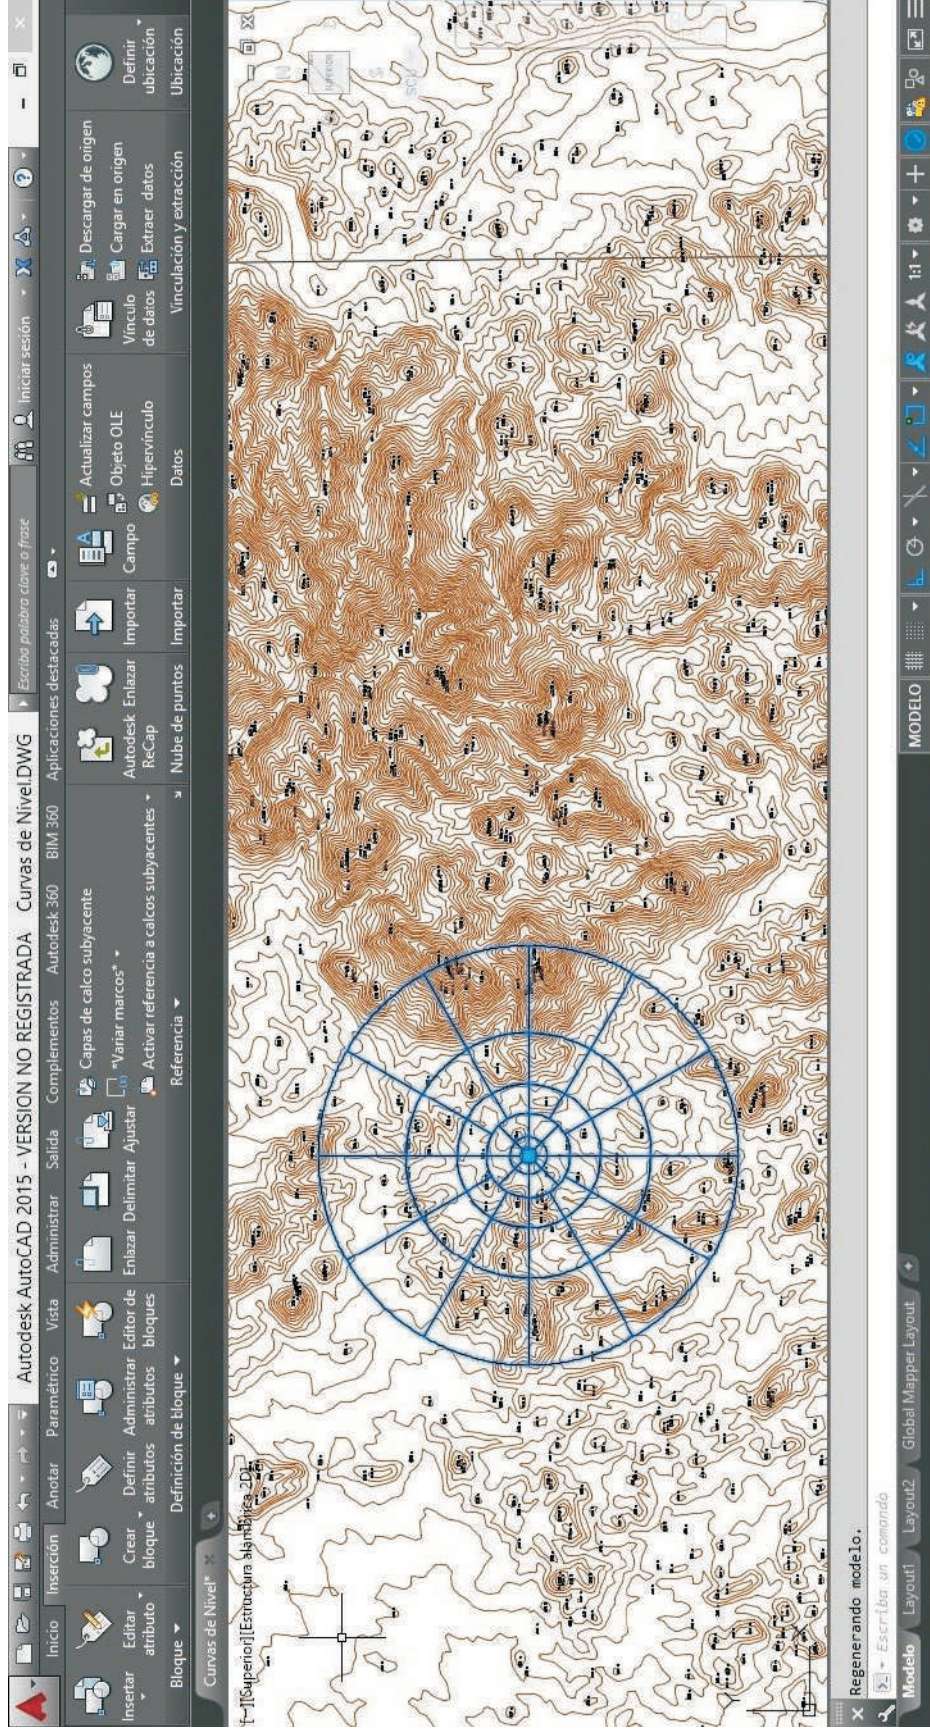 Autodesk AutoCAD 2015 - VERSION NO REGISTRADA Curvas de Nivel.DWG
Escriba palabra clave o frase
Iniciar sesión
Inicio Inserción Anotar Paramétrico Vista Administrar Salida Complementos Autodesk 360 BIM 360 Aplicaciones destacadas
Insertar
Editar atributo
Crear bloque
Definir atributos
Administrar atributos
Editor de bloques
Enlazar Delimitar Ajustar
Capas de calco subyacente
*Variar marcos*
Activar referencia a calcos subyacentes
Autodesk ReCap
Enlazar
Importar
Campo
Actualizar campos
Objeto OLE
Hipervínculo
Vínculo de datos
Descargar de origen
Cargar en origen
Extraer datos
Definir ubicación
Bloque Definición de bloque Referencia Nube de puntos Importar Datos Vinculación y extracción Ubicación
Curvas de Nivel*
[-][Superior][Estructura alámbrica 2D]
N
SUPERIOR
S
SCU
Y
X
Regenerando modelo.
Escriba un comando
Modelo Layout1 Layout2 Global Mapper Layout
MODELO
1:1